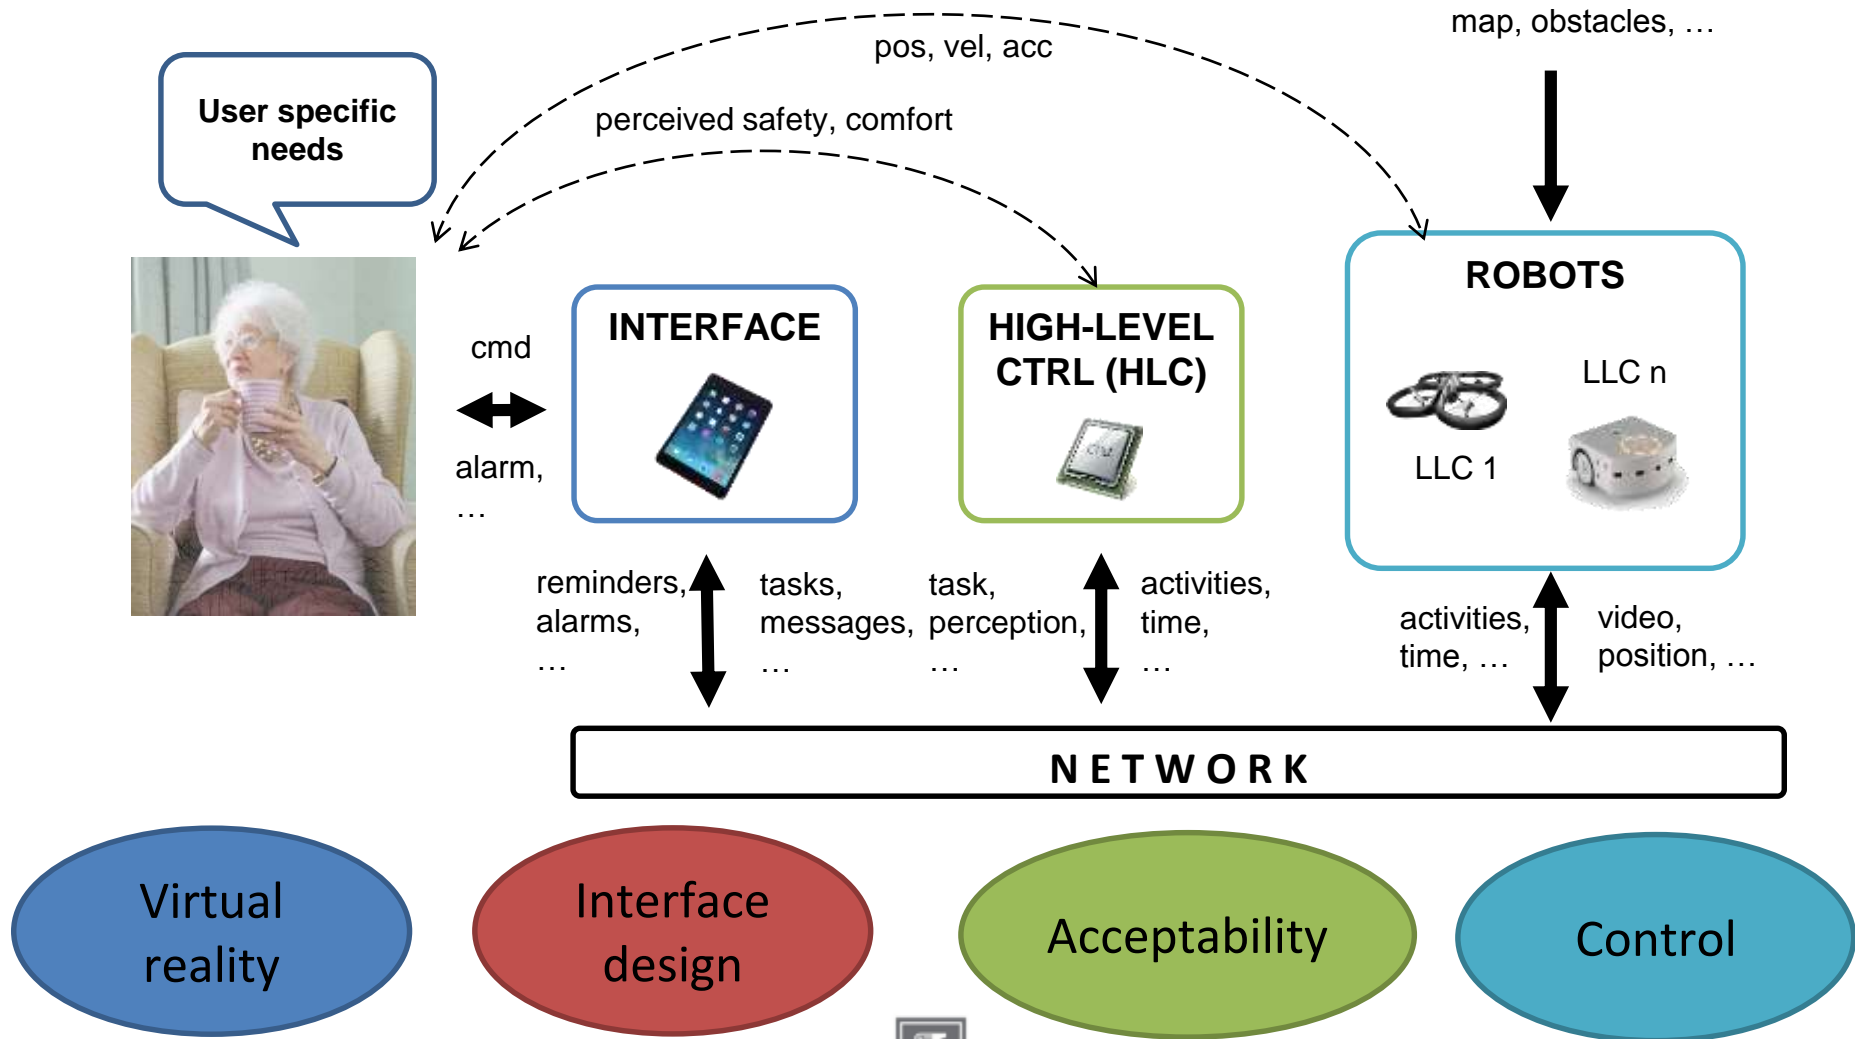 map, obstacles, …
pos, vel, acc
perceived safety, comfort
User specific
needs
cmd
alarm,
…
INTERFACE
HIGH-LEVEL
CTRL (HLC)
ROBOTS
LLC n
LLC 1
reminders,
alarms,
…
tasks,
messages,
…
task,
perception,
…
activities,
time,
…
activities,
time, …
video,
position, …
NETWORK
Virtual
reality
Interface
design
Acceptability
Control